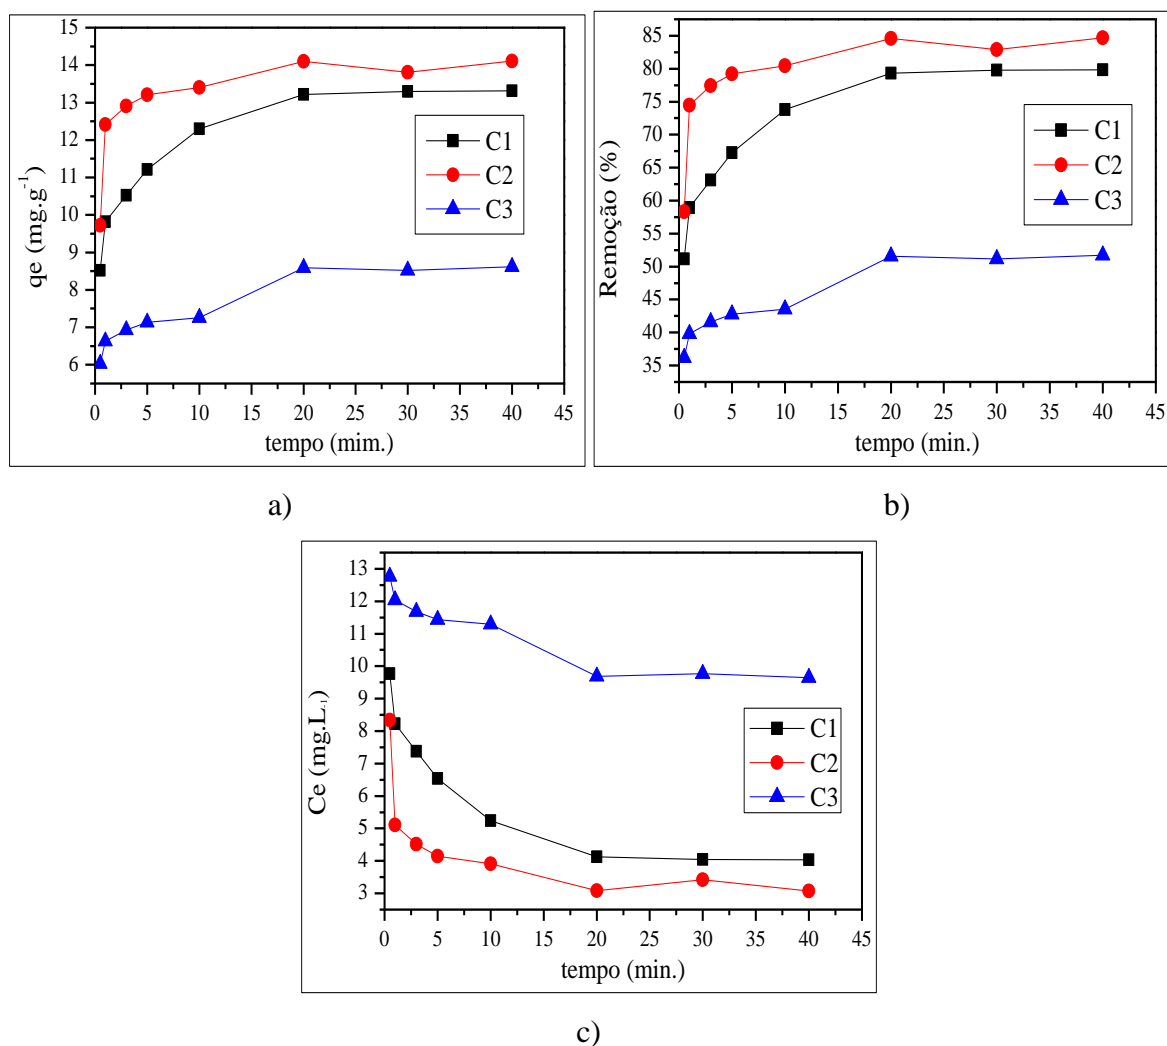 15
14
13
12
11
10
9
8
7
6
qe (mg.g-1)
C1
C2
C3
0 5 10 15 20 25 30 35 40 45
tempo (mim.)
a)
85
80
75
70
65
60
55
50
45
40
35
Remoção (%)
C1
C2
C3
0 5 10 15 20 25 30 35 40 45
tempo (min.)
b)
13
12
11
10
9
8
7
6
5
4
3
Ce (mg.L-1)
C1
C2
C3
0 5 10 15 20 25 30 35 40 45
tempo (min.)
c)